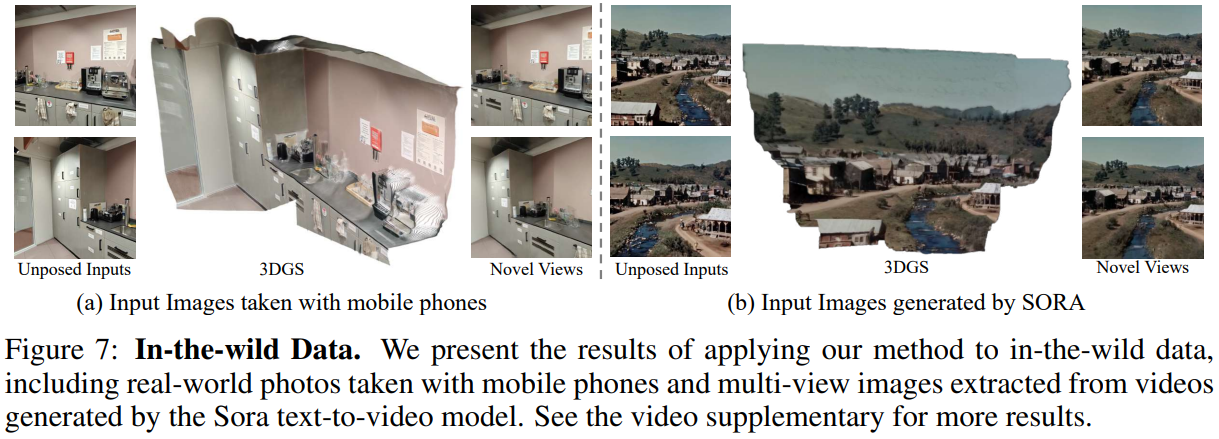 Unposed Inputs
3DGS
Novel Views
Unposed Inputs
3DGS
Novel Views
(a) Input Images taken with mobile phones
(b) Input Images generated by SORA
Figure 7: In-the-wild Data. We present the results of applying our method to in-the-wild data,
including real-world photos taken with mobile phones and multi-view images extracted from videos
generated by the Sora text-to-video model. See the video supplementary for more results.